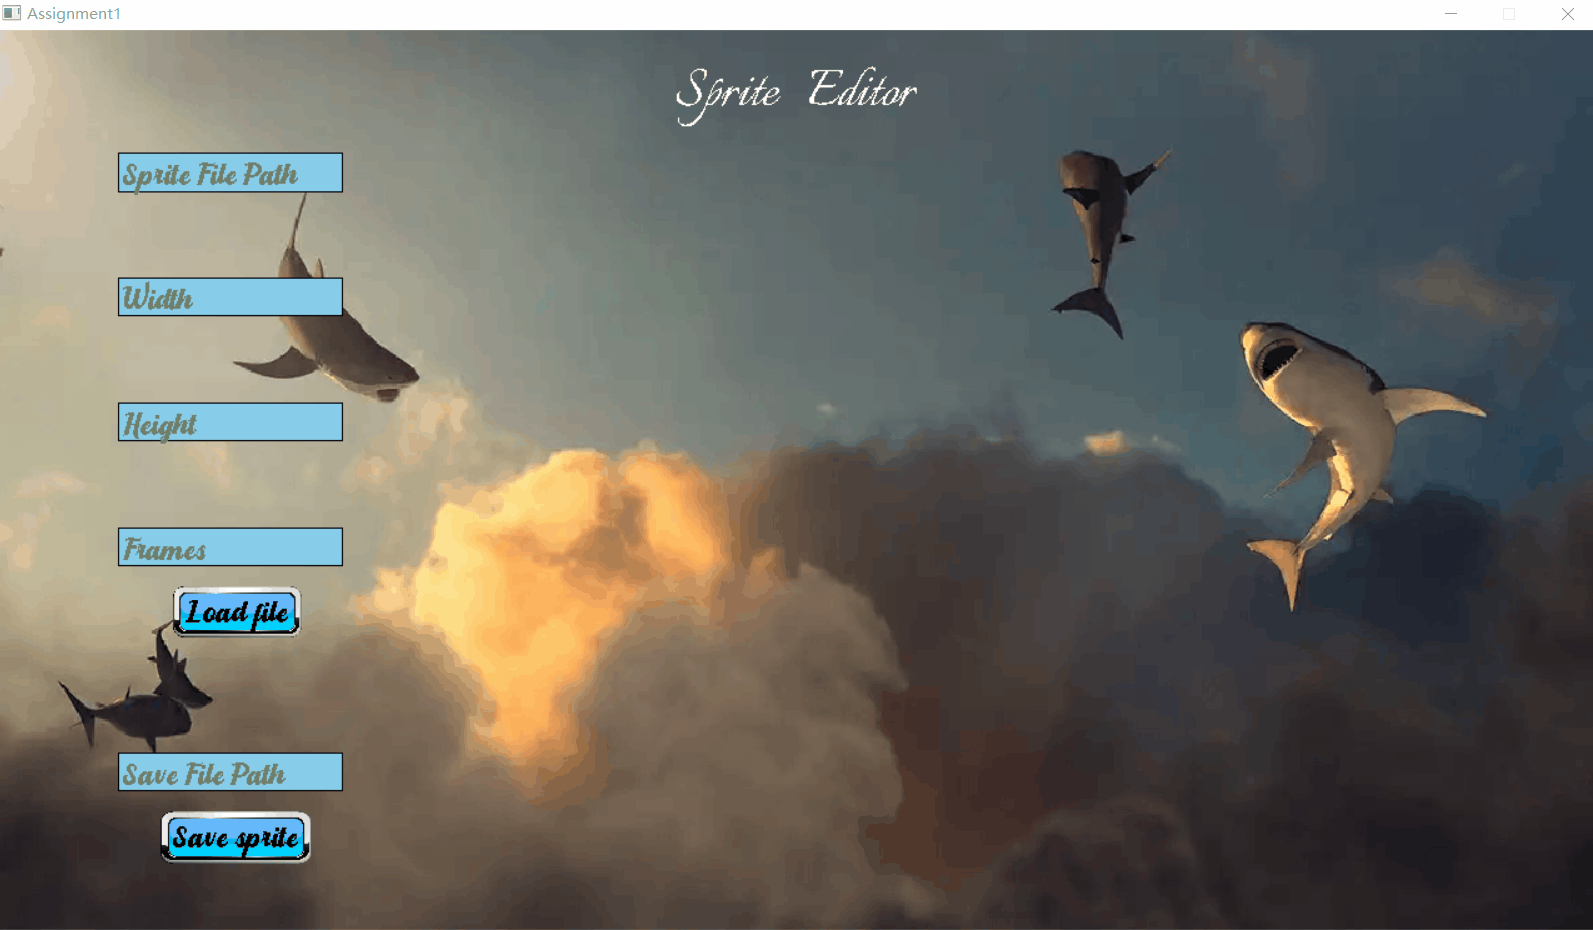 Assignment1
Sprite Editor
Sprite File Path
Width
Height
Frames
Load file
Save File Path
Save sprite